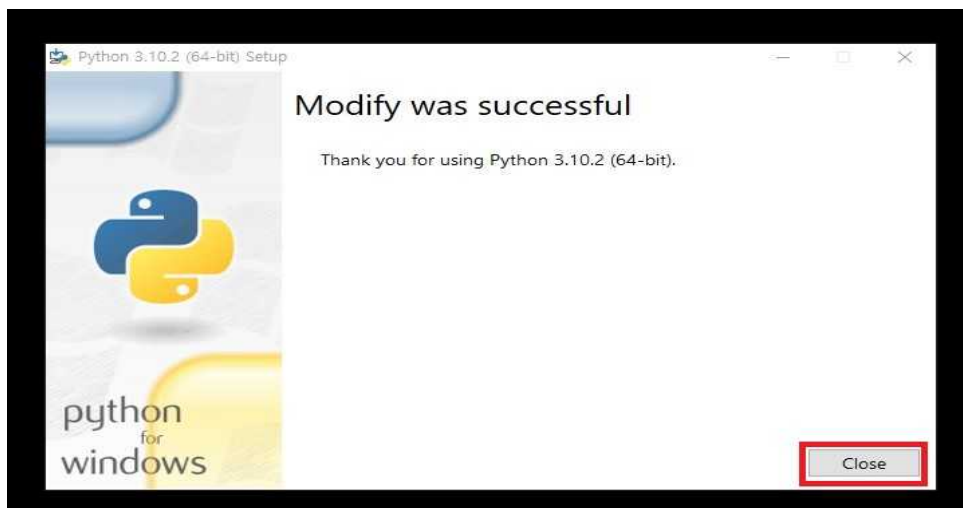 Python 3.10.2 (64-bit) Setup
Modify was successful
Thank you for using Python 3.10.2 (64-bit).
python
for
windows
Close